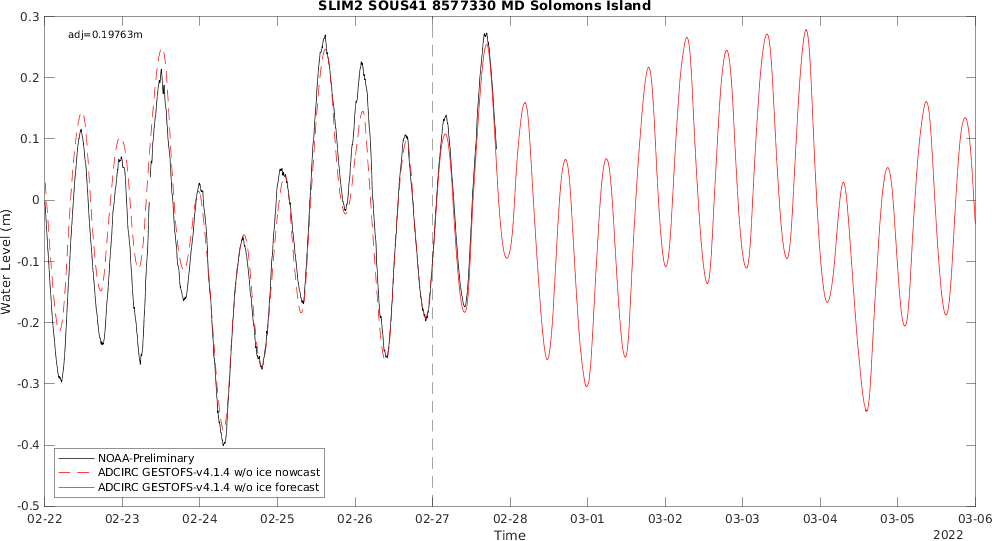 SLIM2 SOUS41 8577330 MD Solomons Island
adj=0.19763m
0.3
0.2
0.1
0
-0.1
-0.2
-0.3
-0.4
-0.5
Water Level (m)
NOAA-Preliminary
ADCIRC GESTOFS-v4.1.4 w/o ice nowcast
ADCIRC GESTOFS-v4.1.4 w/o ice forecast
02-22 02-23 02-24 02-25 02-26 02-27 02-28 03-01 03-02 03-03 03-04 03-05 03-06
Time
2022